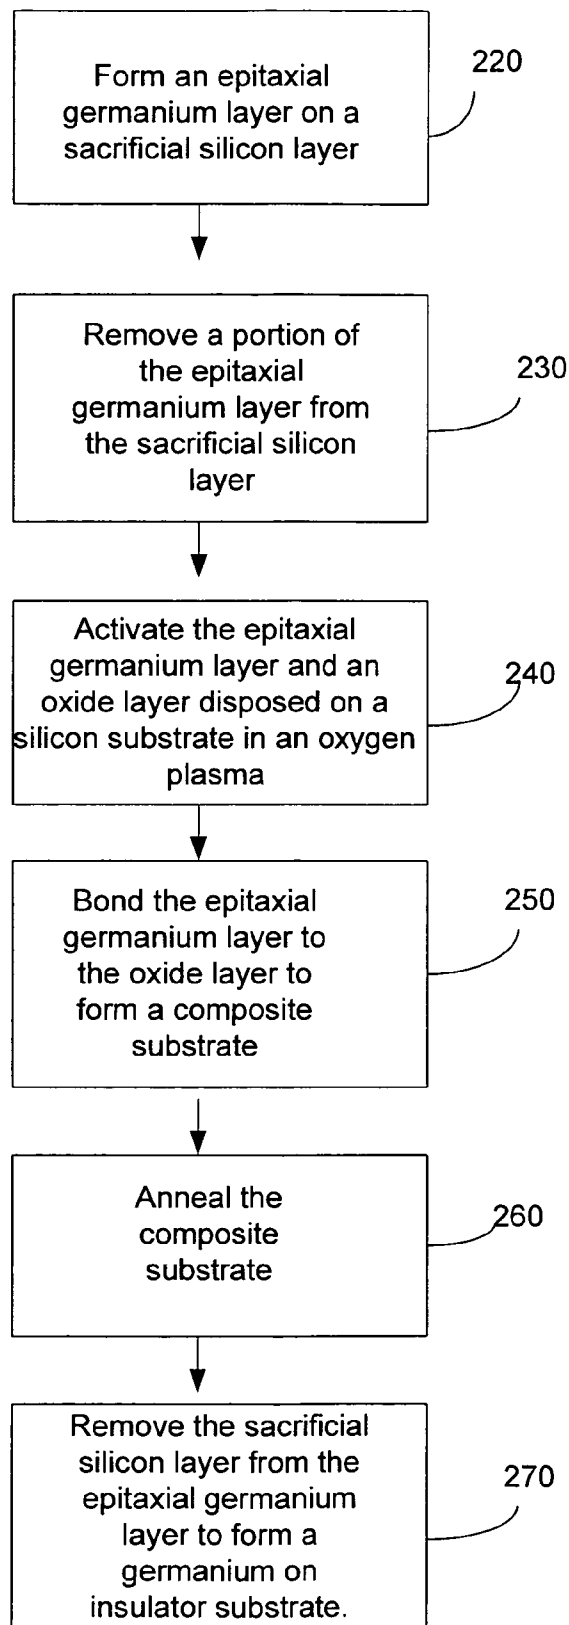 Form an epitaxial
germanium layer on a
sacrificial silicon layer
220
Remove a portion of
the epitaxial
germanium layer from
the sacrificial silicon
layer
230
Activate the epitaxial
germanium layer and an
oxide layer disposed on a
silicon substrate in an oxygen
plasma
240
Bond the epitaxial
germanium layer to
the oxide layer to
form a composite
substrate
250
Anneal the
composite
substrate
260
Remove the sacrificial
silicon layer from the
epitaxial germanium
layer to form a
germanium on
insulator substrate.
270